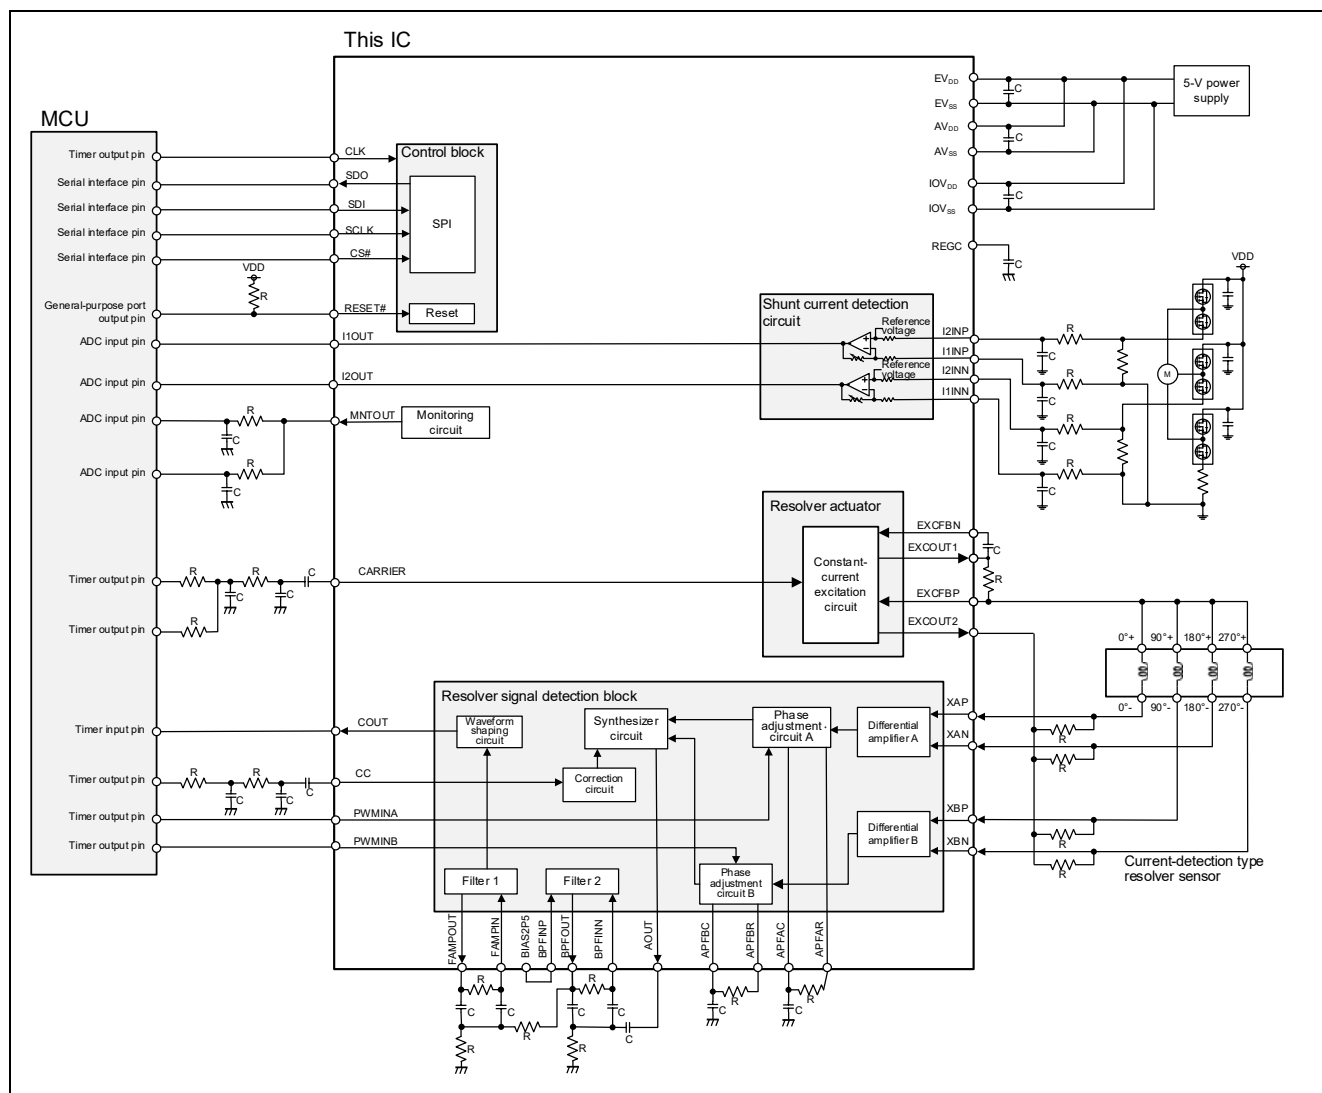 This IC
MCU
EVDD
EVSS
AVDD
AVSS
IOVDD
IOVSS
REGC
C
C
C
C
5-V power
supply
Timer output pin
Serial interface pin
Serial interface pin
Serial interface pin
Serial interface pin
General-purpose port
output pin
ADC input pin
ADC input pin
ADC input pin
ADC input pin
Timer output pin
Timer output pin
Timer input pin
Timer output pin
Timer output pin
Timer output pin
CLK
SDO
SDI
SCLK
CS#
RESET#
I1OUT
I2OUT
MNTOUT
CARRIER
COUT
CC
PWMINA
PWMINB
VDD
R
Control block
SPI
Reset
Monitoring
circuit
R
C
R
C
Shunt current detection
circuit
Reference
voltage
Reference
voltage
+
−
+
−
I2INP
I1INP
I2INN
I1INN
R
C
R
C
R
C
R
C
VDD
M
Resolver actuator
Constant-
current
excitation
circuit
EXCFBN
EXCOUT1
EXCFBP
EXCOUT2
C
R
R
C
R
C
C
R
0°+
90°+
180°+
270°+
0°-
90°-
180°-
270°-
Resolver signal detection block
Waveform
shaping
circuit
Synthesizer
circuit
Correction
circuit
Phase
adjustment
circuit A
Differential
amplifier A
Differential
amplifier B
Phase
adjustment
circuit B
Filter 1
Filter 2
XAP
XAN
XBP
XBN
R
R
R
R
Current-detection type
resolver sensor
R
C
R
C
C
FAMPOUT
FAMPIN
BIAS2P5
BPFINP
BPFOUT
BPFINN
AOUT
APFBC
APFBR
APFAC
APFAR
R
C
C
R
R
R
C
C
C
R
R
C
R
C